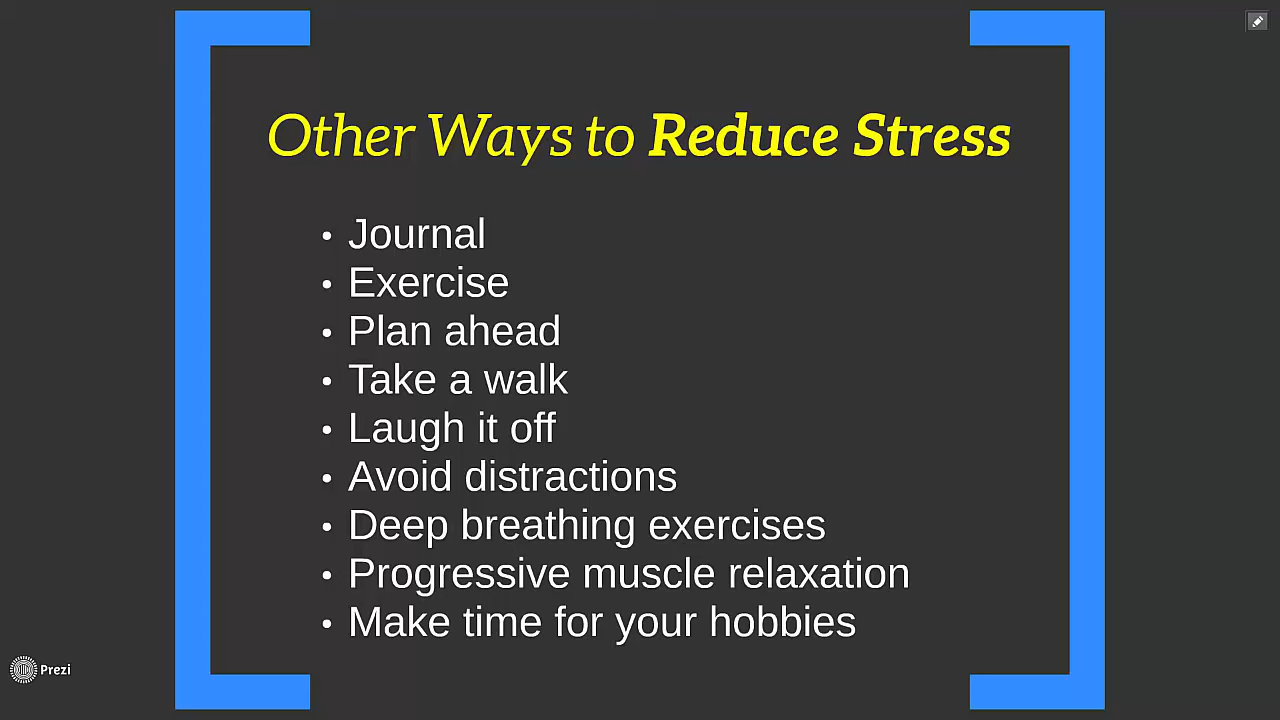 Other Ways to Reduce Stress
• Journal
• Exercise
• Plan ahead
• Take a walk
• Laugh it off
• Avoid distractions
• Deep breathing exercises
• Progressive muscle relaxation
• Make time for your hobbies
Prezi